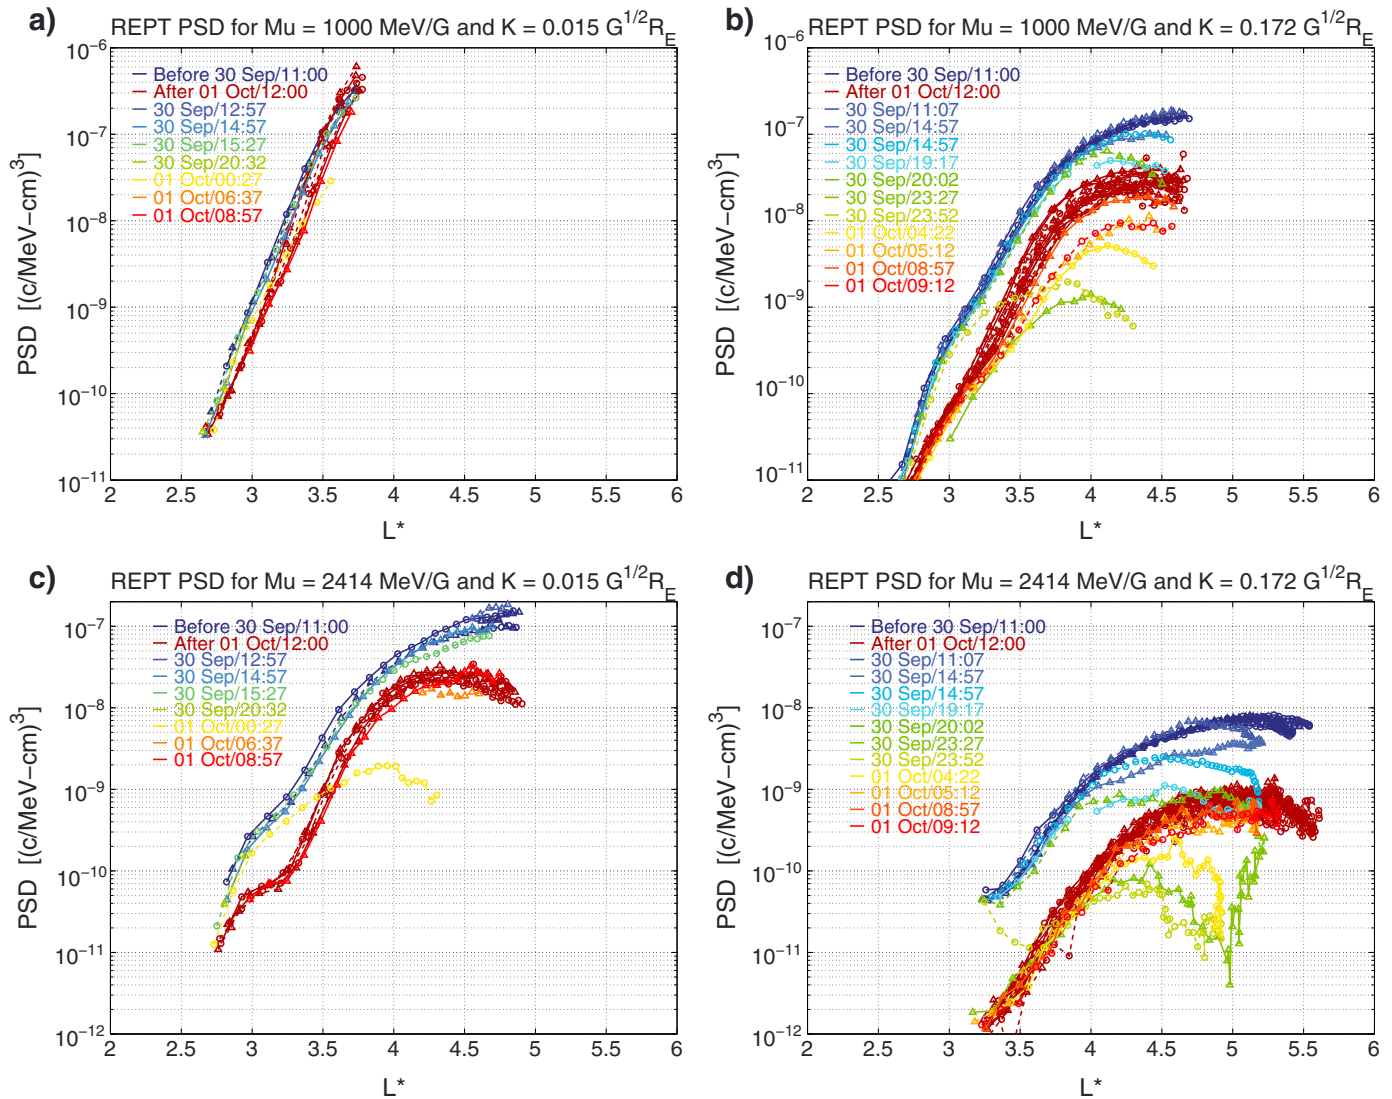 a)
REPT PSD for Mu = 1000 MeV/G and K = 0.015 G^1/2 R_E
10^−6
10^−7
10^−8
10^−9
10^−10
10^−11
PSD [(c/MeV−cm)^3]
Before 30 Sep/11:00
After 01 Oct/12:00
30 Sep/12:57
30 Sep/14:57
30 Sep/15:27
30 Sep/20:32
01 Oct/00:27
01 Oct/06:37
01 Oct/08:57
2 2.5 3 3.5 4 4.5 5 5.5 6
L*
b)
REPT PSD for Mu = 1000 MeV/G and K = 0.172 G^1/2 R_E
10^−6
10^−7
10^−8
10^−9
10^−10
10^−11
PSD [(c/MeV−cm)^3]
Before 30 Sep/11:00
After 01 Oct/12:00
30 Sep/11:07
30 Sep/14:57
30 Sep/14:57
30 Sep/19:17
30 Sep/20:02
30 Sep/23:27
30 Sep/23:52
01 Oct/04:22
01 Oct/05:12
01 Oct/08:57
01 Oct/09:12
2 2.5 3 3.5 4 4.5 5 5.5 6
L*
c)
REPT PSD for Mu = 2414 MeV/G and K = 0.015 G^1/2 R_E
10^−7
10^−8
10^−9
10^−10
10^−11
10^−12
PSD [(c/MeV−cm)^3]
Before 30 Sep/11:00
After 01 Oct/12:00
30 Sep/12:57
30 Sep/14:57
30 Sep/15:27
30 Sep/20:32
01 Oct/00:27
01 Oct/06:37
01 Oct/08:57
2 2.5 3 3.5 4 4.5 5 5.5 6
L*
d)
REPT PSD for Mu = 2414 MeV/G and K = 0.172 G^1/2 R_E
10^−7
10^−8
10^−9
10^−10
10^−11
10^−12
PSD [(c/MeV−cm)^3]
Before 30 Sep/11:00
After 01 Oct/12:00
30 Sep/11:07
30 Sep/14:57
30 Sep/14:57
30 Sep/19:17
30 Sep/20:02
30 Sep/23:27
30 Sep/23:52
01 Oct/04:22
01 Oct/05:12
01 Oct/08:57
01 Oct/09:12
2 2.5 3 3.5 4 4.5 5 5.5 6
L*